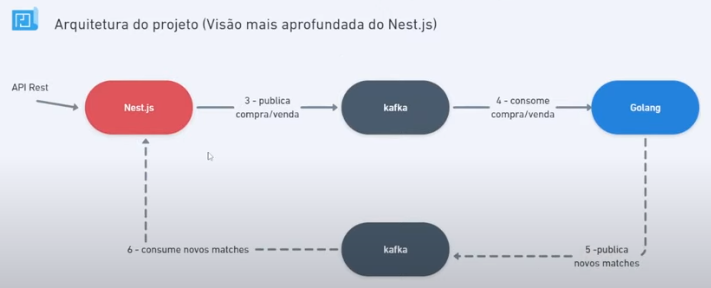 Arquitetura do projeto (Visão mais aprofundada do Nest.js)
API Rest
Nest.js
3 - publica
compra/venda
kafka
4 - consome
compra/venda
Golang
6 - consume novos matches
kafka
5 -publica
novos matches